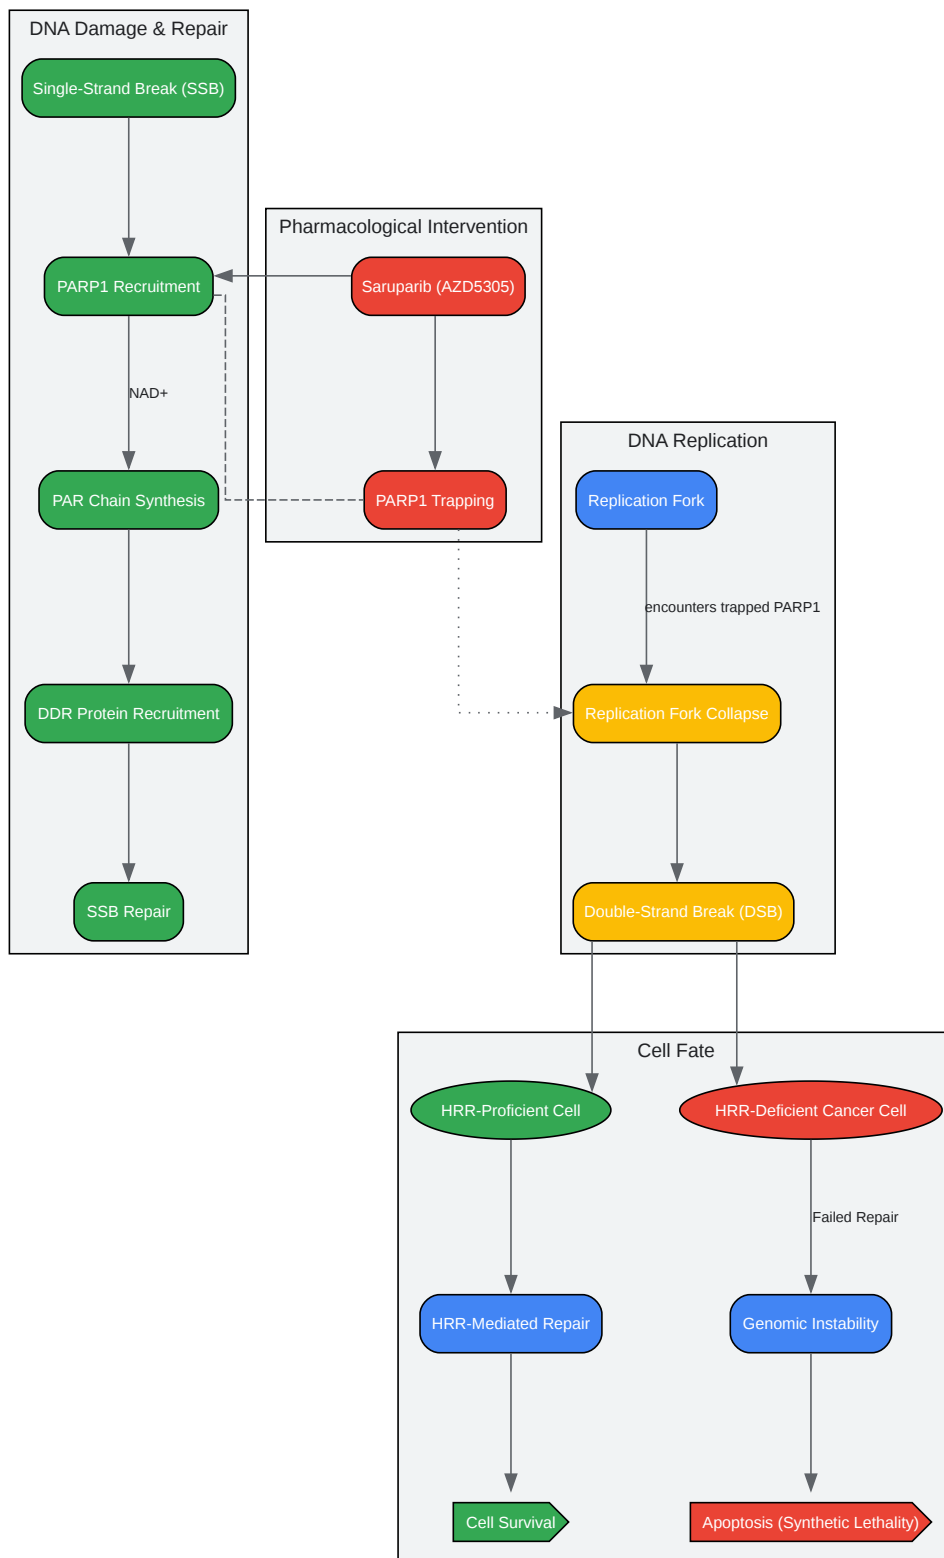 DNA Damage & Repair
Single-Strand Break (SSB)
PARP1 Recruitment
NAD+
PAR Chain Synthesis
DDR Protein Recruitment
SSB Repair
Pharmacological Intervention
Saruparib (AZD5305)
PARP1 Trapping
DNA Replication
Replication Fork
encounters trapped PARP1
Replication Fork Collapse
Double-Strand Break (DSB)
Cell Fate
HRR-Proficient Cell
HRR-Deficient Cancer Cell
Failed Repair
HRR-Mediated Repair
Genomic Instability
Cell Survival
Apoptosis (Synthetic Lethality)